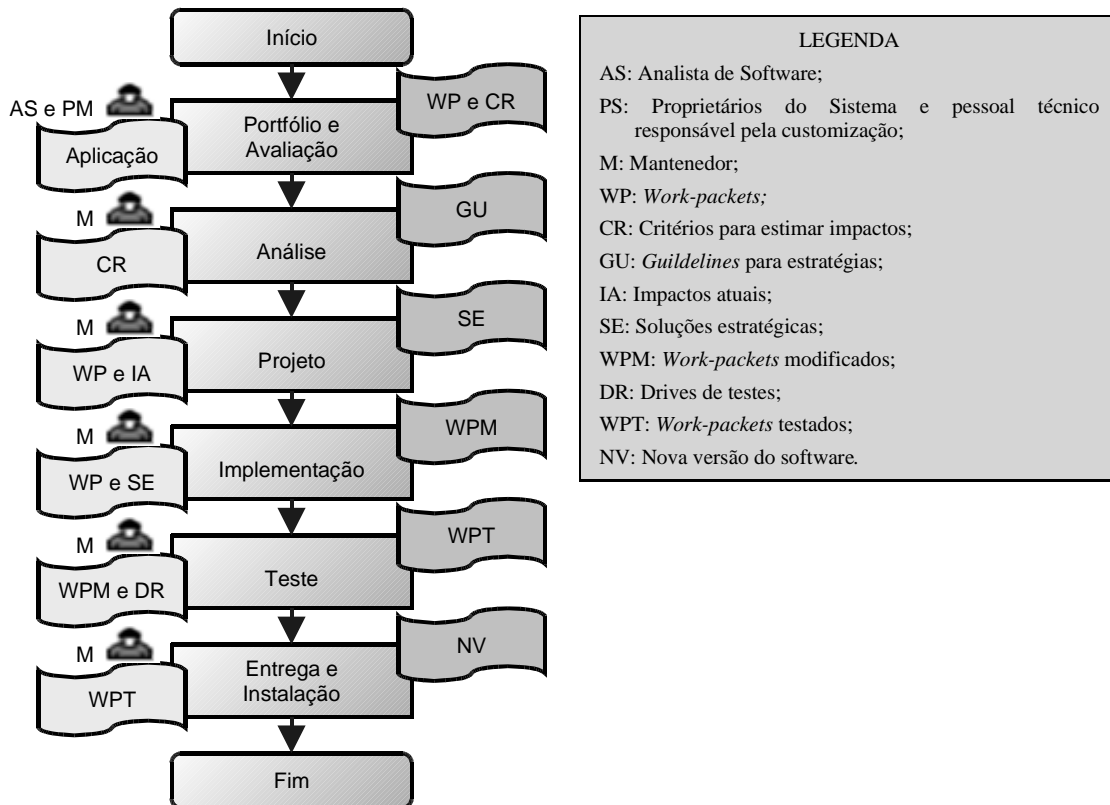 Início
AS e PM
WP e CR
Portfólio e
Avaliação
Aplicação
M
GU
Análise
CR
M
SE
Projeto
WP e IA
M
WPM
Implementação
WP e SE
M
WPT
Teste
WPM e DR
M
NV
Entrega e
Instalação
WPT
Fim
LEGENDA
AS: Analista de Software;
PS: Proprietários do Sistema e pessoal técnico
responsável pela customização;
M: Mantenedor;
WP: Work-packets;
CR: Critérios para estimar impactos;
GU: Guildelines para estratégias;
IA: Impactos atuais;
SE: Soluções estratégicas;
WPM: Work-packets modificados;
DR: Drives de testes;
WPT: Work-packets testados;
NV: Nova versão do software.